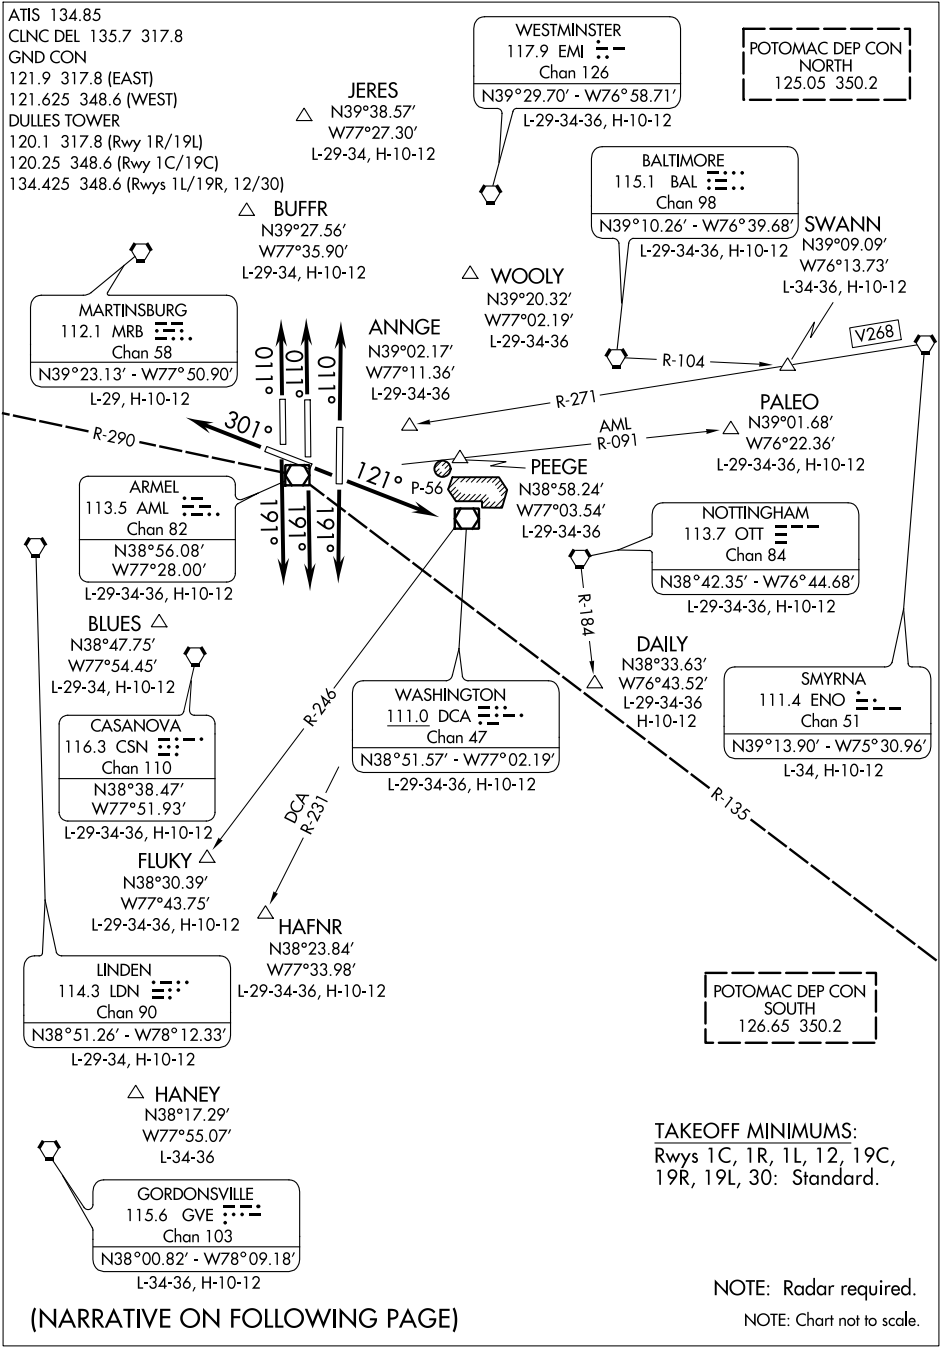 ATIS 134.85
CLNC DEL 135.7 317.8
GND CON
121.9 317.8 (EAST)
121.625 348.6 (WEST)
DULLES TOWER
120.1 317.8 (Rwy 1R/19L)
120.25 348.6 (Rwy 1C/19C)
134.425 348.6 (Rwys 1L/19R, 12/30)
JERES
N39°38.57'
W77°27.30'
L-29-34, H-10-12
WESTMINSTER
117.9 EMI
Chan 126
N39°29.70' - W76°58.71'
L-29-34-36, H-10-12
POTOMAC DEP CON
NORTH
125.05 350.2
BUFFR
N39°27.56'
W77°35.90'
L-29-34, H-10-12
BALTIMORE
115.1 BAL
Chan 98
N39°10.26' - W76°39.68'
L-29-34-36, H-10-12
SWANN
N39°09.09'
W76°13.73'
L-34-36, H-10-12
WOOLY
N39°20.32'
W77°02.19'
L-29-34-36
MARTINSBURG
112.1 MRB
Chan 58
N39°23.13' - W77°50.90'
L-29, H-10-12
ANNGE
N39°02.17'
W77°11.36'
L-29-34-36
V268
R-104
R-271
011°
011°
011°
301°
121°
191°
191°
191°
R-290
AML
R-091
PALEO
N39°01.68'
W76°22.36'
L-29-34-36, H-10-12
P-56
PEEGE
N38°58.24'
W77°03.54'
L-29-34-36
ARMEL
113.5 AML
Chan 82
N38°56.08'
W77°28.00'
L-29-34-36, H-10-12
NOTTINGHAM
113.7 OTT
Chan 84
N38°42.35' - W76°44.68'
L-29-34-36, H-10-12
R-184
BLUES
N38°47.75'
W77°54.45'
L-29-34, H-10-12
DAILY
N38°33.63'
W76°43.52'
L-29-34-36
H-10-12
CASANOVA
116.3 CSN
Chan 110
N38°38.47'
W77°51.93'
L-29-34-36, H-10-12
R-246
WASHINGTON
111.0 DCA
Chan 47
N38°51.57' - W77°02.19'
L-29-34-36, H-10-12
SMYRNA
111.4 ENO
Chan 51
N39°13.90' - W75°30.96'
L-34, H-10-12
DCA
R-231
R-135
FLUKY
N38°30.39'
W77°43.75'
L-29-34-36, H-10-12
HAFNR
N38°23.84'
W77°33.98'
L-29-34-36, H-10-12
LINDEN
114.3 LDN
Chan 90
N38°51.26' - W78°12.33'
L-29-34, H-10-12
POTOMAC DEP CON
SOUTH
126.65 350.2
HANEY
N38°17.29'
W77°55.07'
L-34-36
TAKEOFF MINIMUMS:
Rwys 1C, 1R, 1L, 12, 19C,
19R, 19L, 30: Standard.
GORDONSVILLE
115.6 GVE
Chan 103
N38°00.82' - W78°09.18'
L-34-36, H-10-12
NOTE: Radar required.
(NARRATIVE ON FOLLOWING PAGE)
NOTE: Chart not to scale.